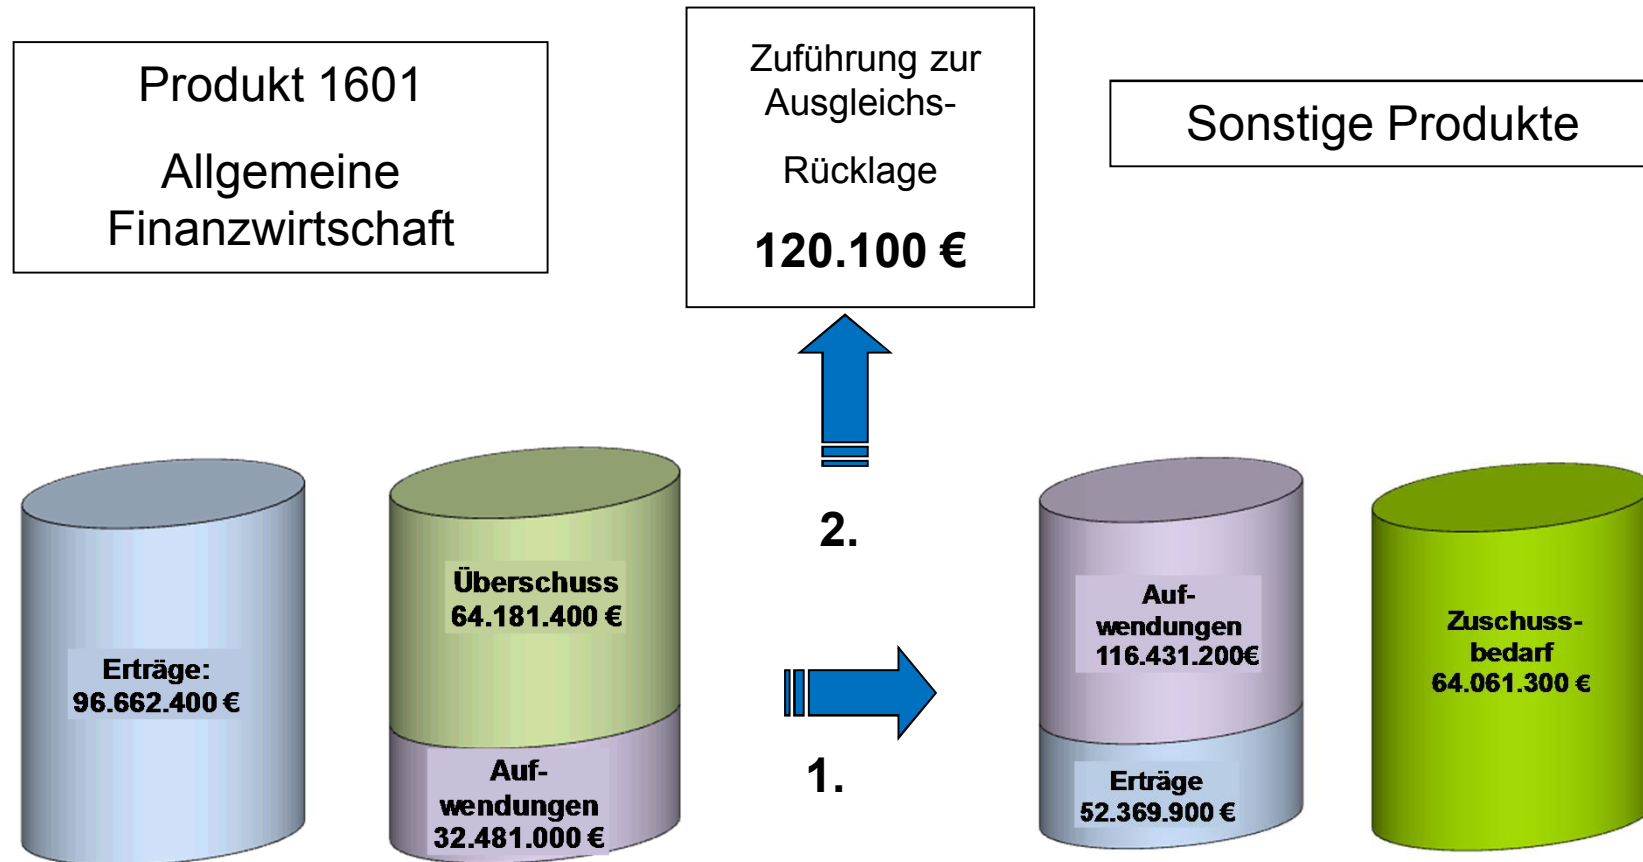 Produkt 1601
Allgemeine
Finanzwirtschaft
Zuführung zur
Ausgleichs-
Rücklage
120.100 €
Sonstige Produkte
2.
1.
Erträge:
96.662.400 €
Überschuss
64.181.400 €
Auf-
wendungen
32.481.000 €
Auf-
wendungen
116.431.200€
Erträge
52.369.900 €
Zuschuss-
bedarf
64.061.300 €